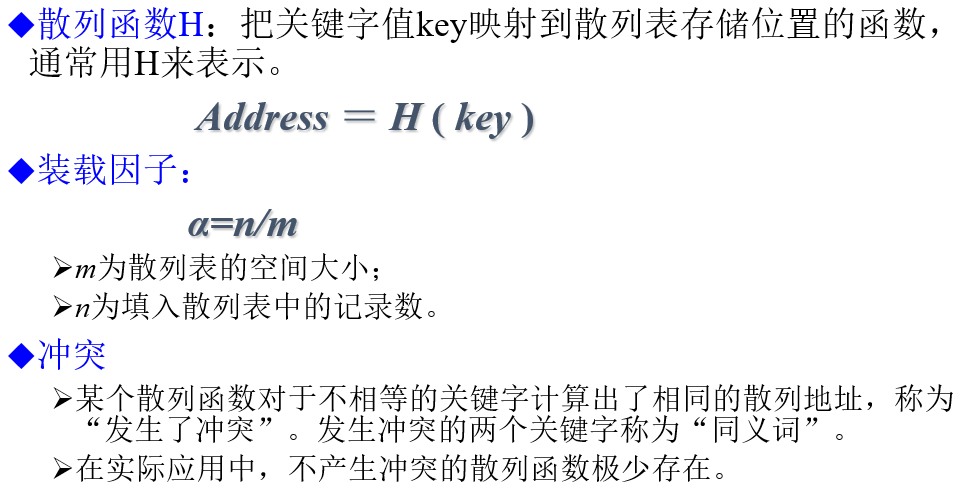 ◆散列函数H：把关键字值key映射到散列表存储位置的函数，
通常用H来表示。
Address ＝ H ( key )
◆装载因子：
α=n/m
➢m为散列表的空间大小；
➢n为填入散列表中的记录数。
◆冲突
➢某个散列函数对于不相等的关键字计算出了相同的散列地址，称为
“发生了冲突”。发生冲突的两个关键字称为“同义词”。
➢在实际应用中，不产生冲突的散列函数极少存在。